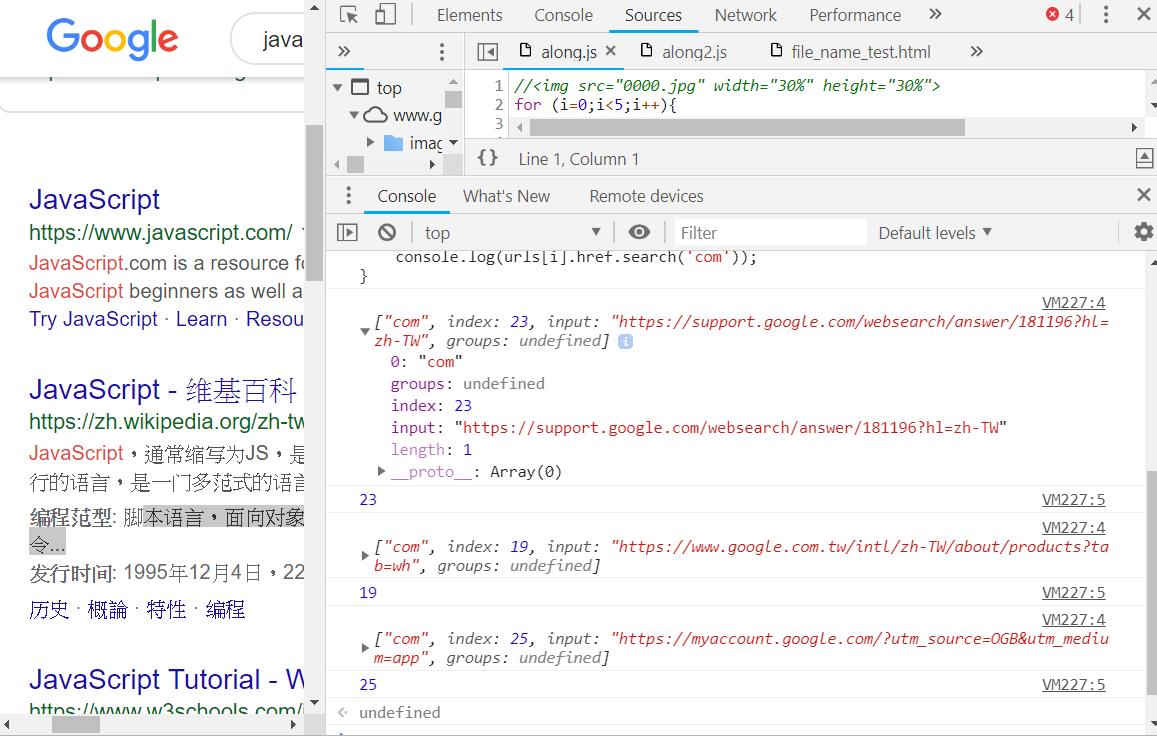 Google
java
JavaScript
https://www.javascript.com/
JavaScript.com is a resource
JavaScript beginners as well a
Try JavaScript · Learn · Resou
JavaScript - 维基百科
https://zh.wikipedia.org/zh-tw
JavaScript，通常缩写为JS，是
行的语言，是一门多范式的语言
编程范型: 脚本语言，面向对象
令...
发行时间: 1995年12月4日，22
历史 · 概論 · 特性 · 编程
JavaScript Tutorial - W
https://www.w3schools.com/
Elements Console Sources Network Performance » 4
» along.js along2.js file_name_test.html »
top
www.g
imag
1 //<img src="0000.jpg" width="30%" height="30%">
2 for (i=0;i<5;i++){
3
{} Line 1, Column 1
Console What's New Remote devices
top Filter Default levels
console.log(urls[i].href.search('com'));
}
VM227:4
["com", index: 23, input: "https://support.google.com/websearch/answer/181196?hl=
zh-TW", groups: undefined] i
0: "com"
groups: undefined
index: 23
input: "https://support.google.com/websearch/answer/181196?hl=zh-TW"
length: 1
__proto__: Array(0)
23 VM227:5
VM227:4
["com", index: 19, input: "https://www.google.com.tw/intl/zh-TW/about/products?ta
b=wh", groups: undefined]
19 VM227:5
VM227:4
["com", index: 25, input: "https://myaccount.google.com/?utm_source=OGB&utm_mediu
m=app", groups: undefined]
25 VM227:5
undefined